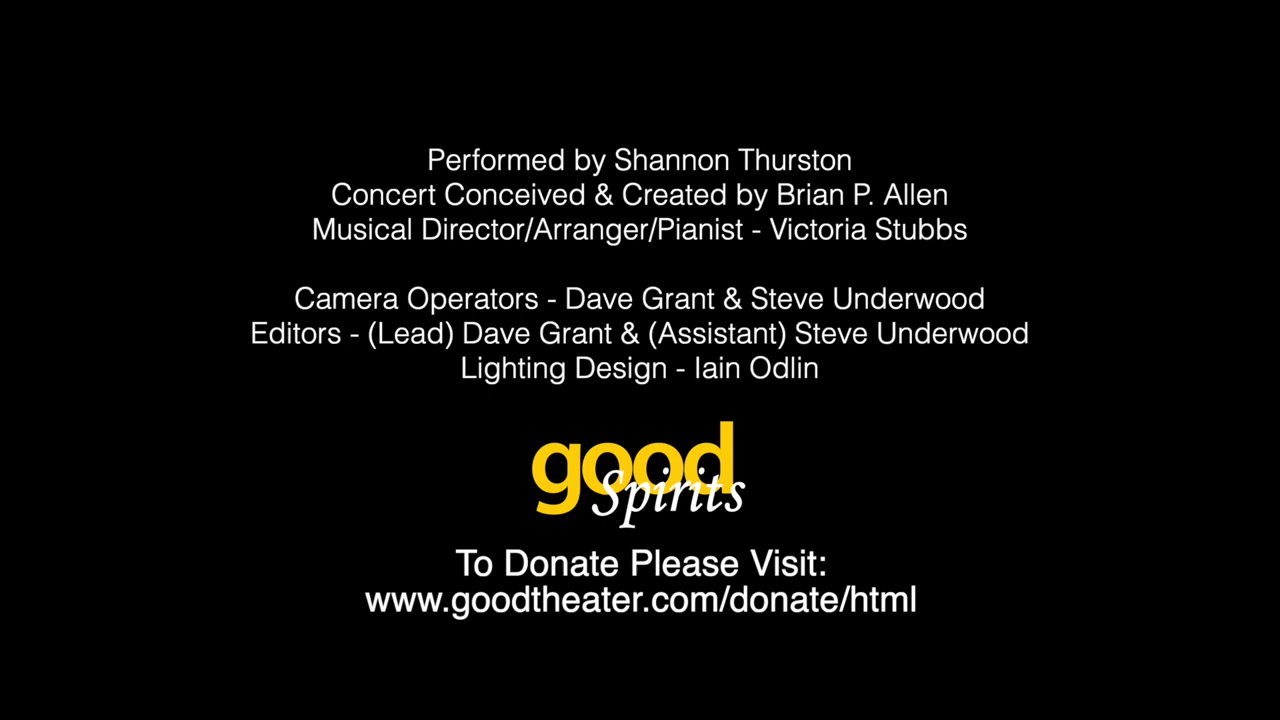 Performed by Shannon Thurston
Concert Conceived & Created by Brian P. Allen
Musical Director/Arranger/Pianist - Victoria Stubbs
Camera Operators - Dave Grant & Steve Underwood
Editors - (Lead) Dave Grant & (Assistant) Steve Underwood
Lighting Design - Iain Odlin
good
Spirits
To Donate Please Visit:
www.goodtheater.com/donate/html